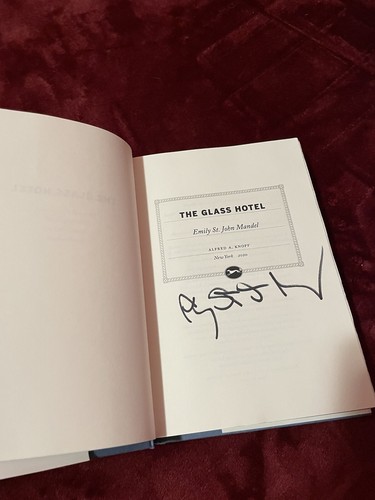 THE GLASS HOTEL
Emily St. John Mandel
ALFRED A. KNOPF
New York 2020